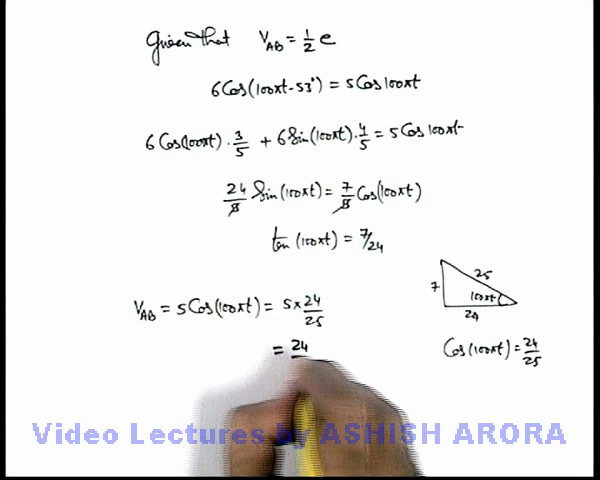 Given that V_AB = 1/2 e
6 Cos(100πt - 53°) = 5 Cos 100πt
6 Cos(100πt) · 3/5 + 6 Sin(100πt) · 4/5 = 5 Cos 100πt
24/5 Sin(100πt) = 7/5 Cos(100πt)
tan (100πt) = 7/24
25
7
100πt
24
V_AB = 5 Cos(100πt) = 5 × 24/25
= 24
Cos(100πt) = 24/25
Video Lectures by ASHISH ARORA